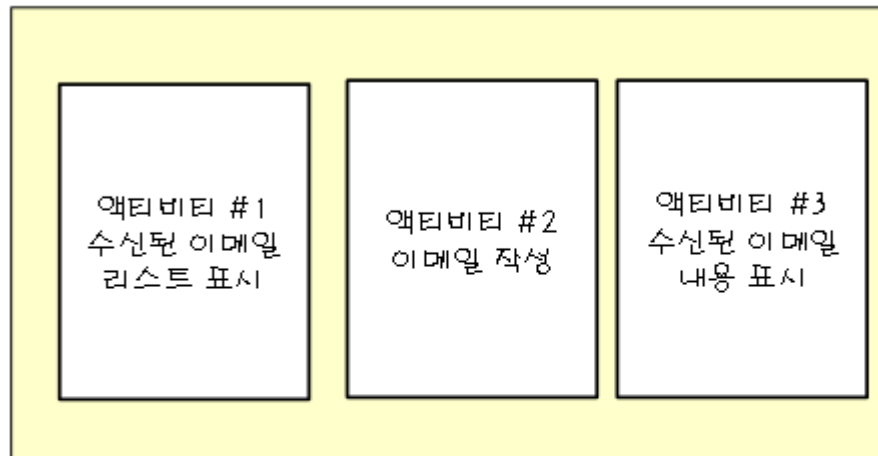 액티비티 #1
수신된 이메일
리스트 표시
액티비티 #2
이메일 작성
액티비티 #3
수신된 이메일
내용 표시